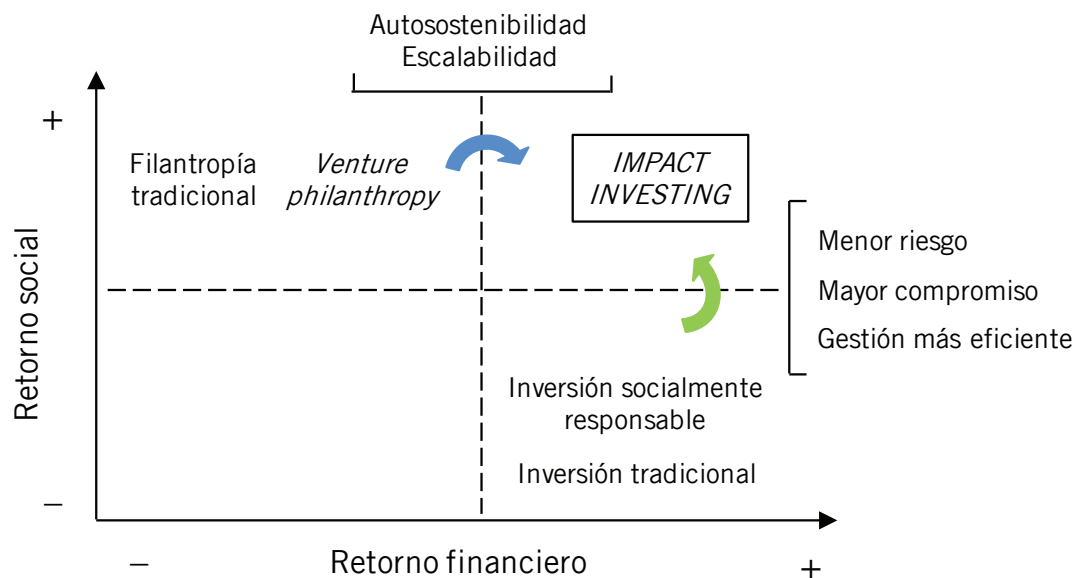 Autosostenibilidad
Escalabilidad
+
Filantropía
tradicional
Venture
philanthropy
IMPACT
INVESTING
Menor riesgo
Mayor compromiso
Gestión más eficiente
Retorno social
Inversión socialmente
responsable
Inversión tradicional
–
–
Retorno financiero
+